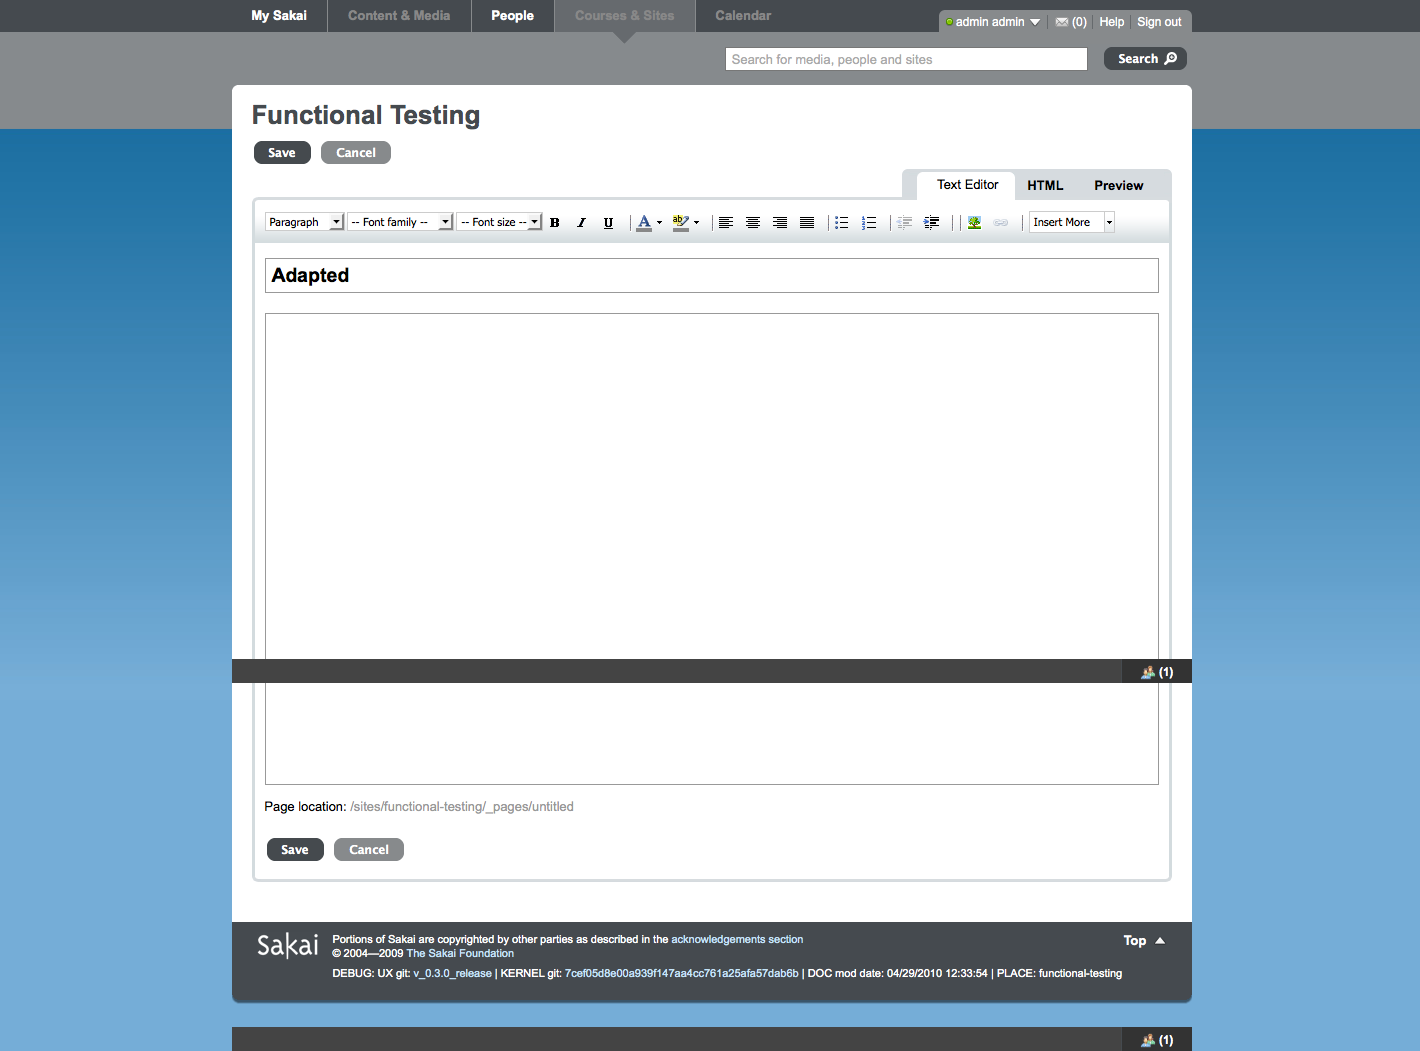 My Sakai Content & Media People Courses & Sites Calendar
admin admin (0) Help Sign out
Search for media, people and sites Search
Functional Testing
Save Cancel
Text Editor HTML Preview
Paragraph -- Font family -- -- Font size -- B I U A ab Insert More
Adapted
(1)
Page location: /sites/functional-testing/_pages/untitled
Save Cancel
Sakai Portions of Sakai are copyrighted by other parties as described in the acknowledgements section Top
© 2004—2009 The Sakai Foundation
DEBUG: UX git: v_0.3.0_release | KERNEL git: 7cef05d8e00a939f147aa4cc761a25afa57dab6b | DOC mod date: 04/29/2010 12:33:54 | PLACE: functional-testing
(1)